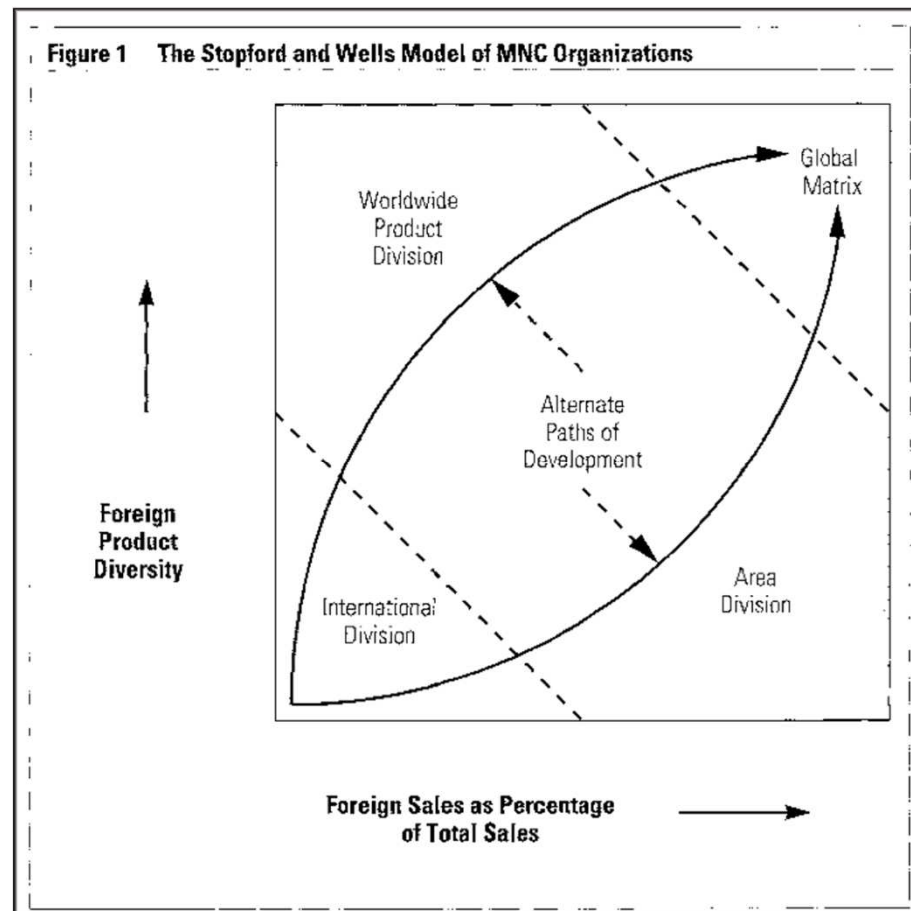 Figure 1 The Stopford and Wells Model of MNC Organizations
Global
Matrix
Worldwide
Product
Division
Alternate
Paths of
Development
Foreign
Product
Diversity
International
Division
Area
Division
Foreign Sales as Percentage
of Total Sales